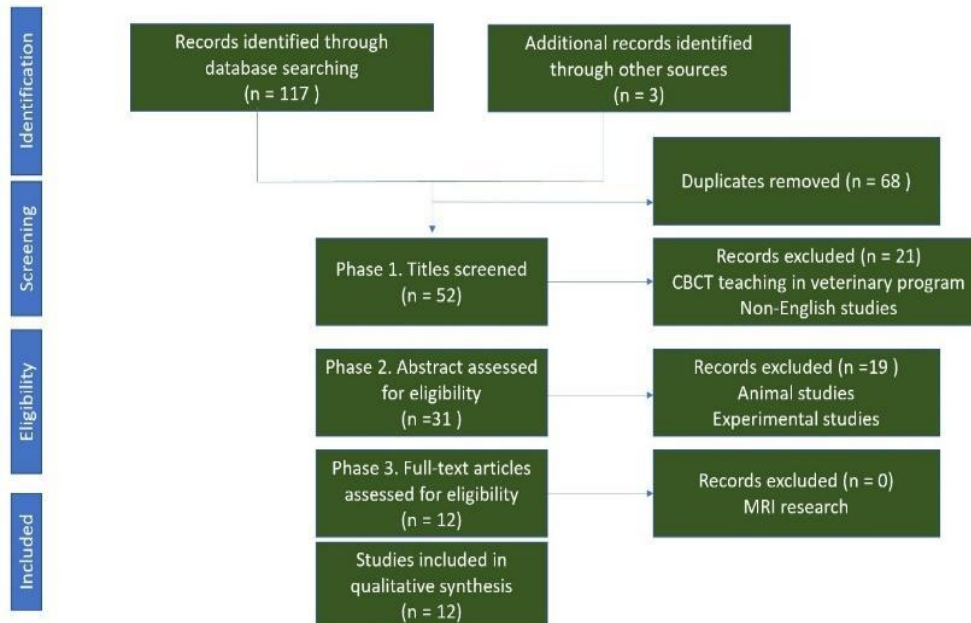 Identification
Records identified through
database searching
(n = 117 )
Additional records identified
through other sources
(n = 3)
Duplicates removed (n = 68 )
Screening
Phase 1. Titles screened
(n = 52)
Records excluded (n = 21)
CBCT teaching in veterinary program
Non-English studies
Eligibility
Phase 2. Abstract assessed
for eligibility
(n =31 )
Records excluded (n =19 )
Animal studies
Experimental studies
Phase 3. Full-text articles
assessed for eligibility
(n = 12)
Records excluded (n = 0)
MRI research
Included
Studies included in
qualitative synthesis
(n = 12)